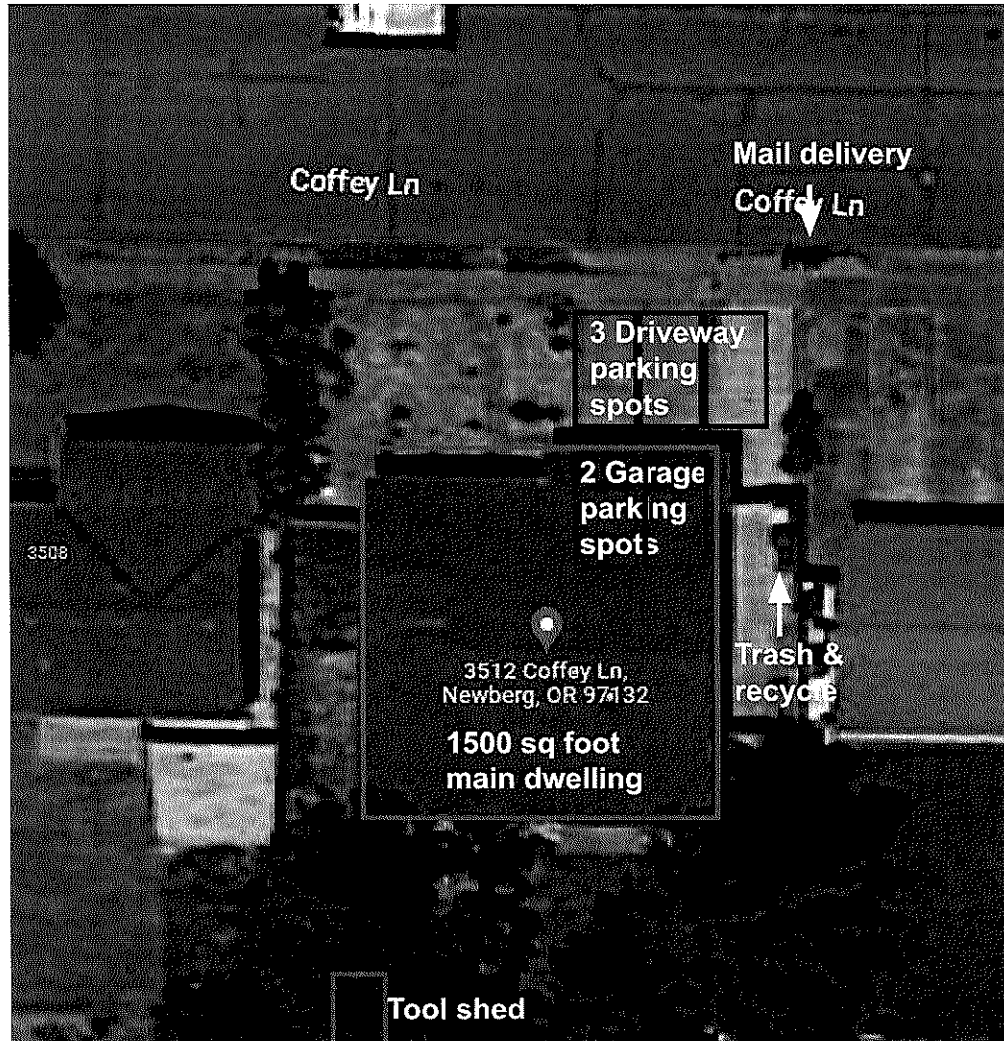 Mail delivery
Coffey Ln
Coffey Ln
3 Driveway
parking
spots
2 Garage
parking
spots
3508
3512 Coffey Ln,
Newberg, OR 97132
Trash &
recycle
1500 sq foot
main dwelling
Tool shed